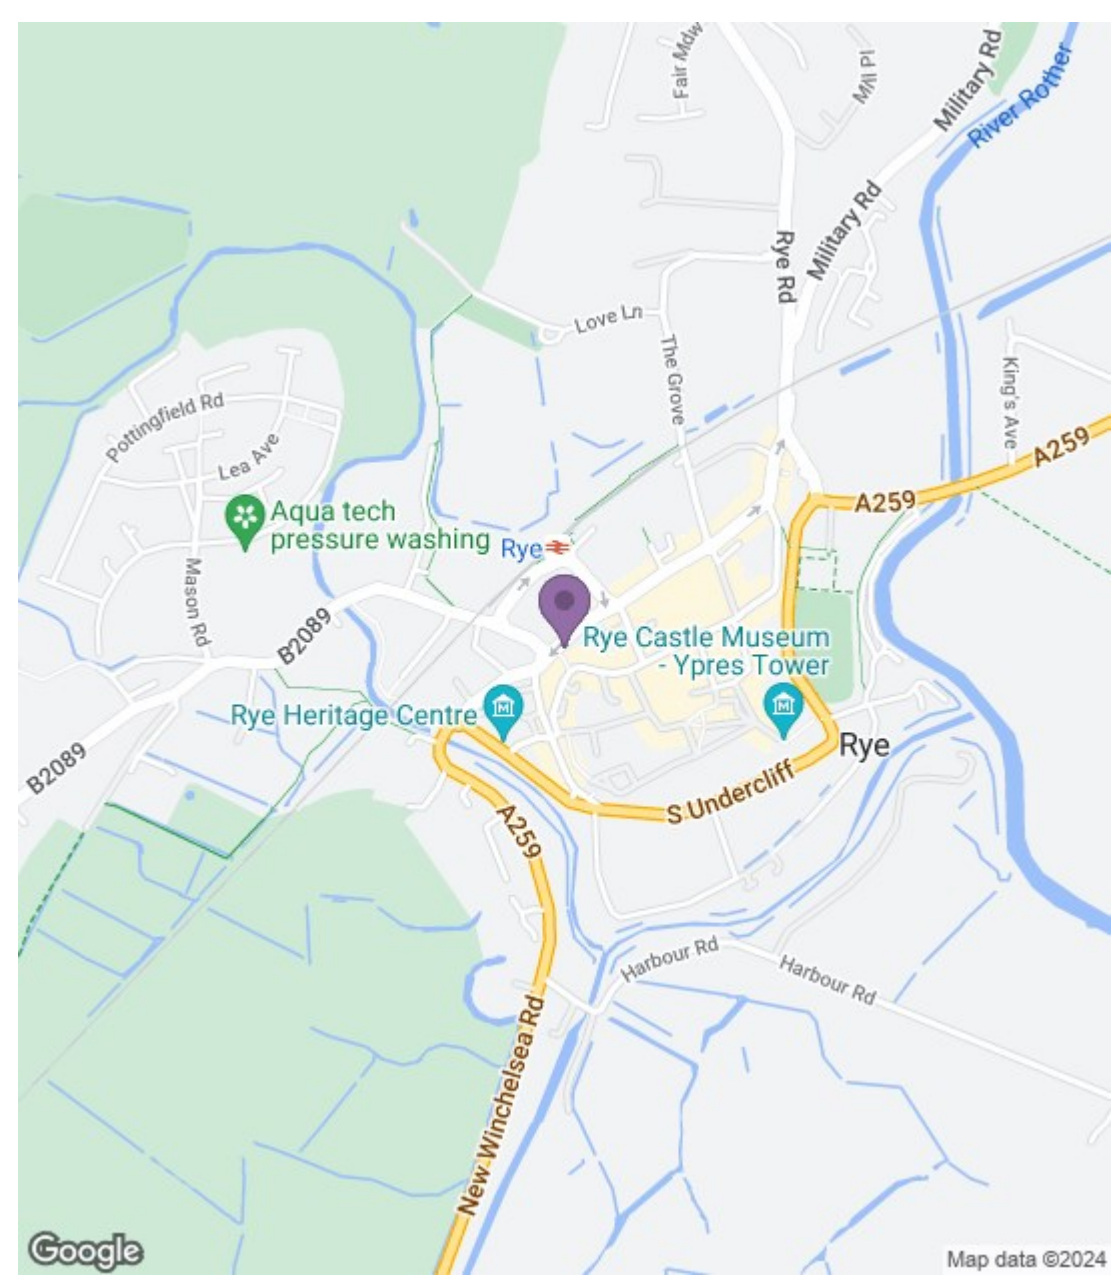 Fair Mdw
Mill Pl
Military Rd
River Rother
Military Rd
Rye Rd
Love Ln
The Grove
King's Ave
Pottingfield Rd
Lea Ave
A259
A259
Aqua tech
pressure washing
Rye
Mason Rd
B2089
Rye Castle Museum
- Ypres Tower
Rye Heritage Centre
Rye
B2089
S Undercliff
A259
Harbour Rd
Harbour Rd
New Winchelsea Rd
Google
Map data ©2024